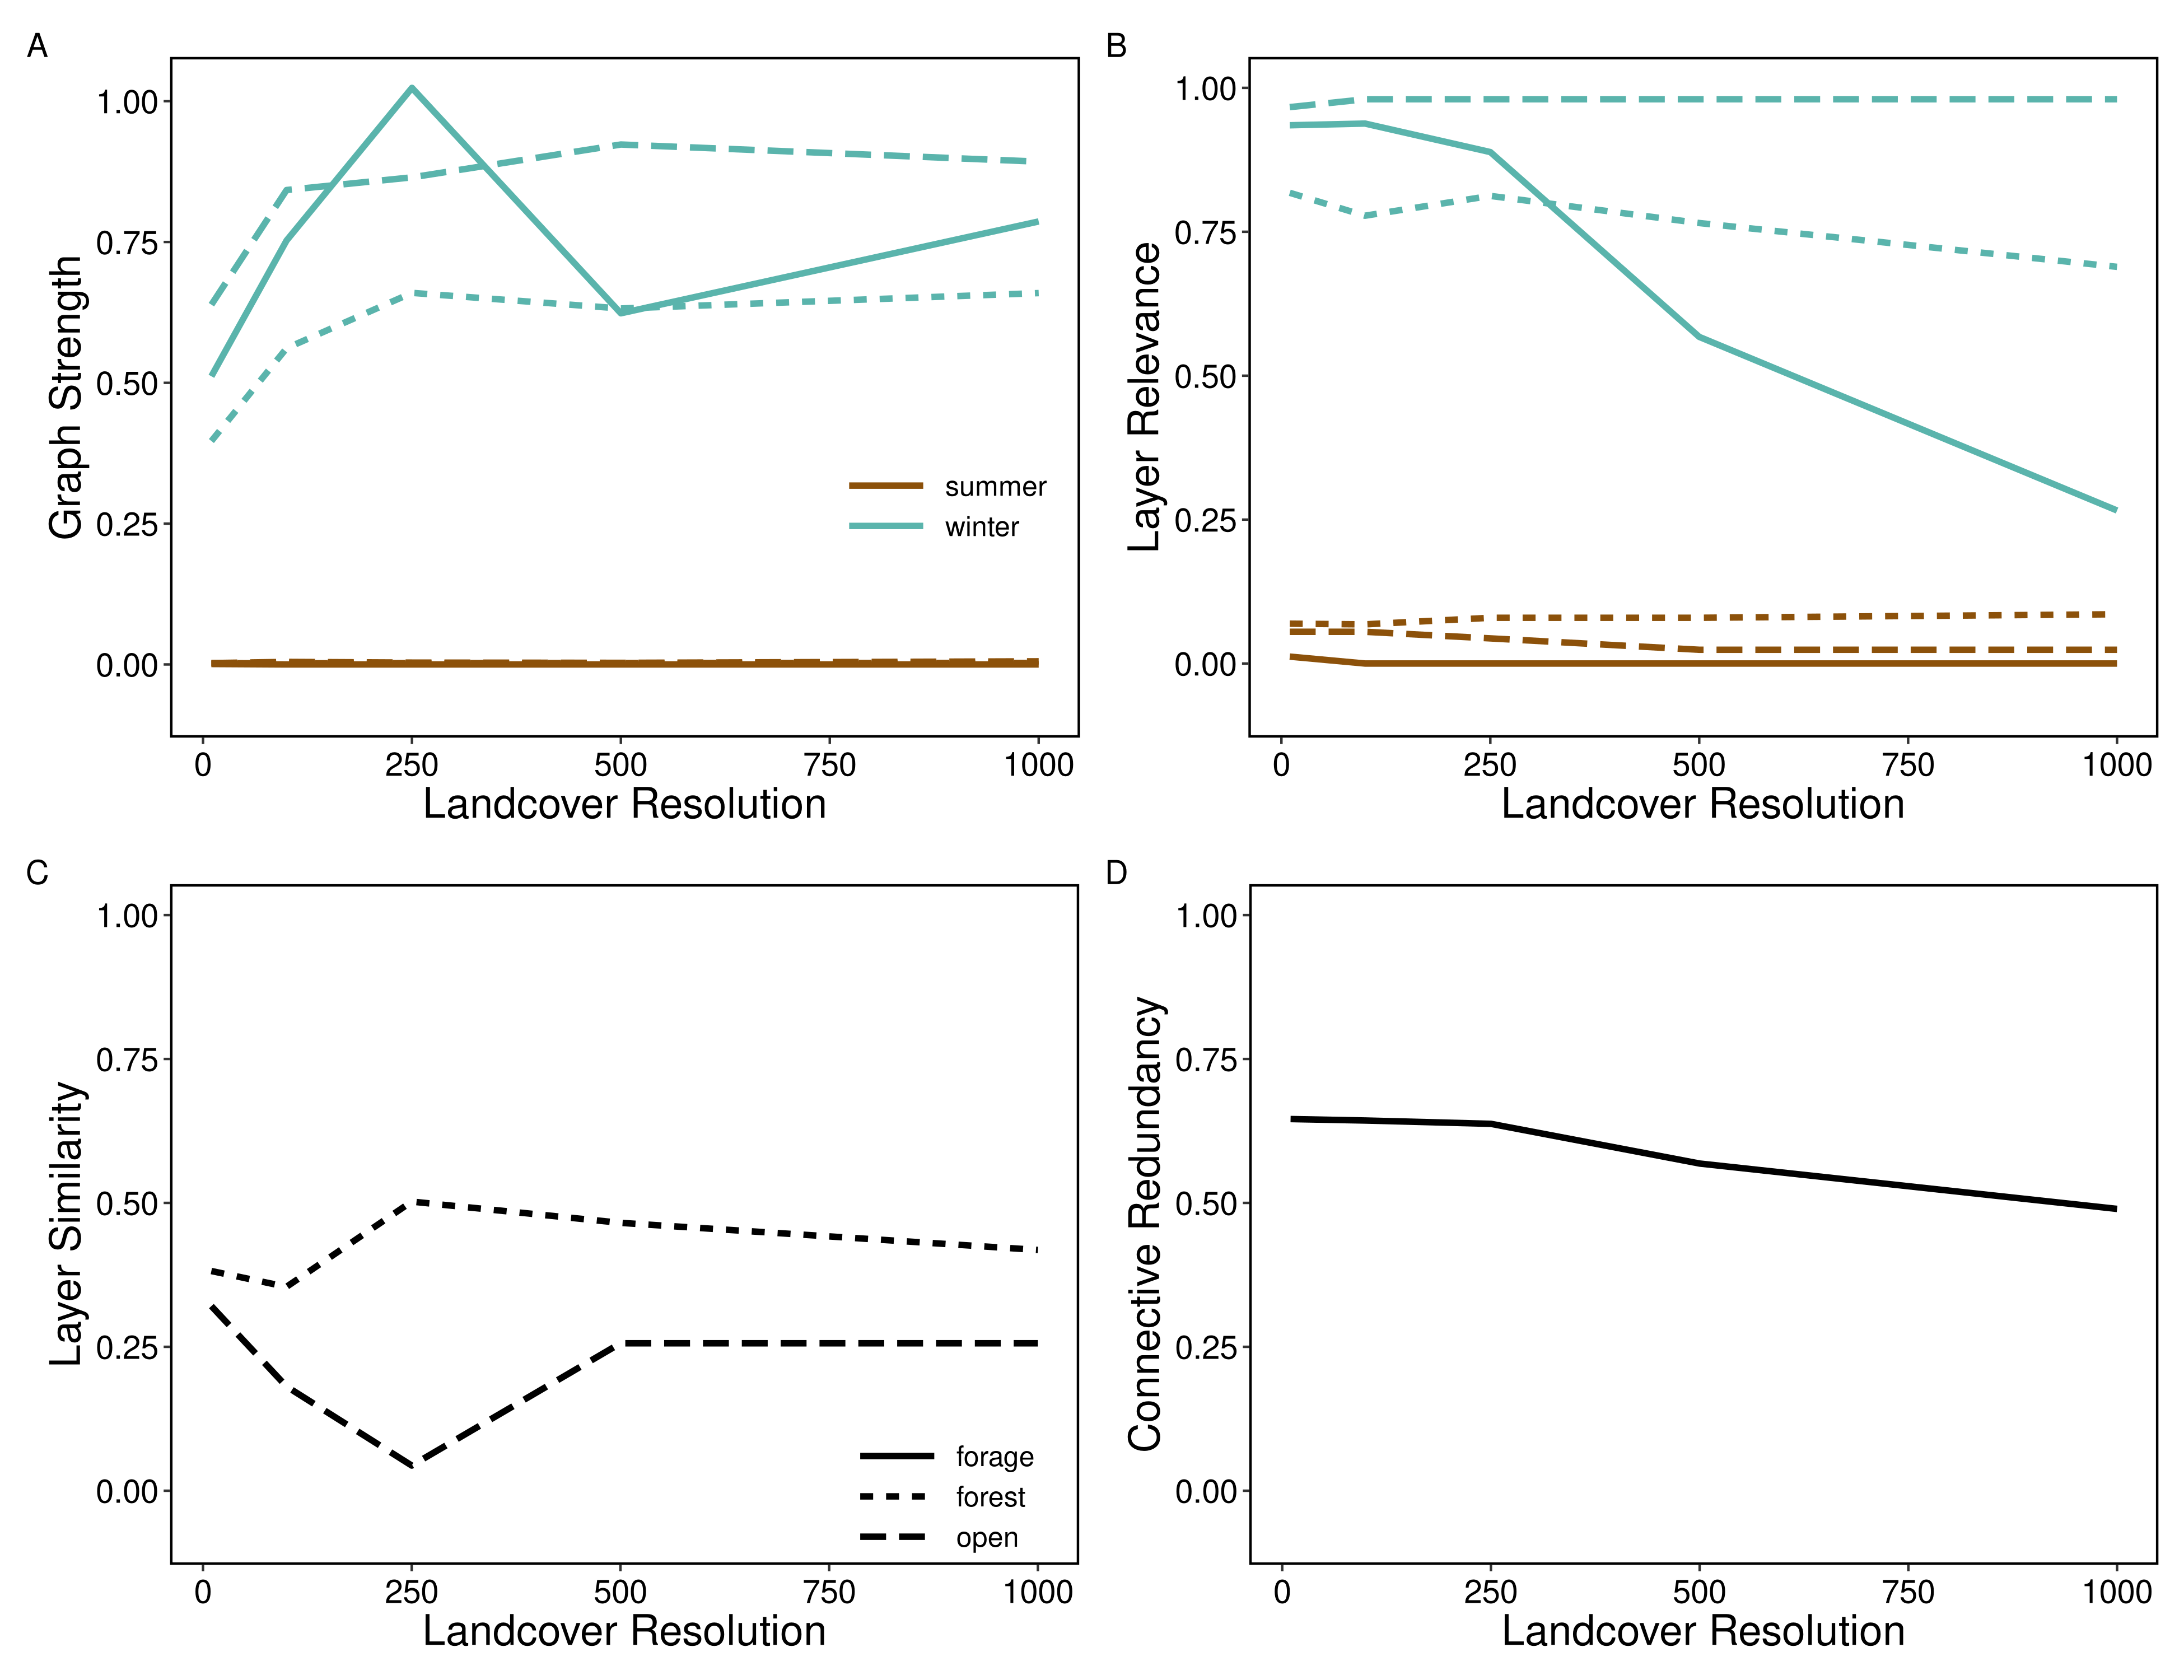 A
Graph Strength
1.00
0.75
0.50
0.25
0.00
summer
winter
0 250 500 750 1000
Landcover Resolution
B
Layer Relevance
1.00
0.75
0.50
0.25
0.00
0 250 500 750 1000
Landcover Resolution
C
Layer Similarity
1.00
0.75
0.50
0.25
0.00
forage
forest
open
0 250 500 750 1000
Landcover Resolution
D
Connective Redundancy
1.00
0.75
0.50
0.25
0.00
0 250 500 750 1000
Landcover Resolution